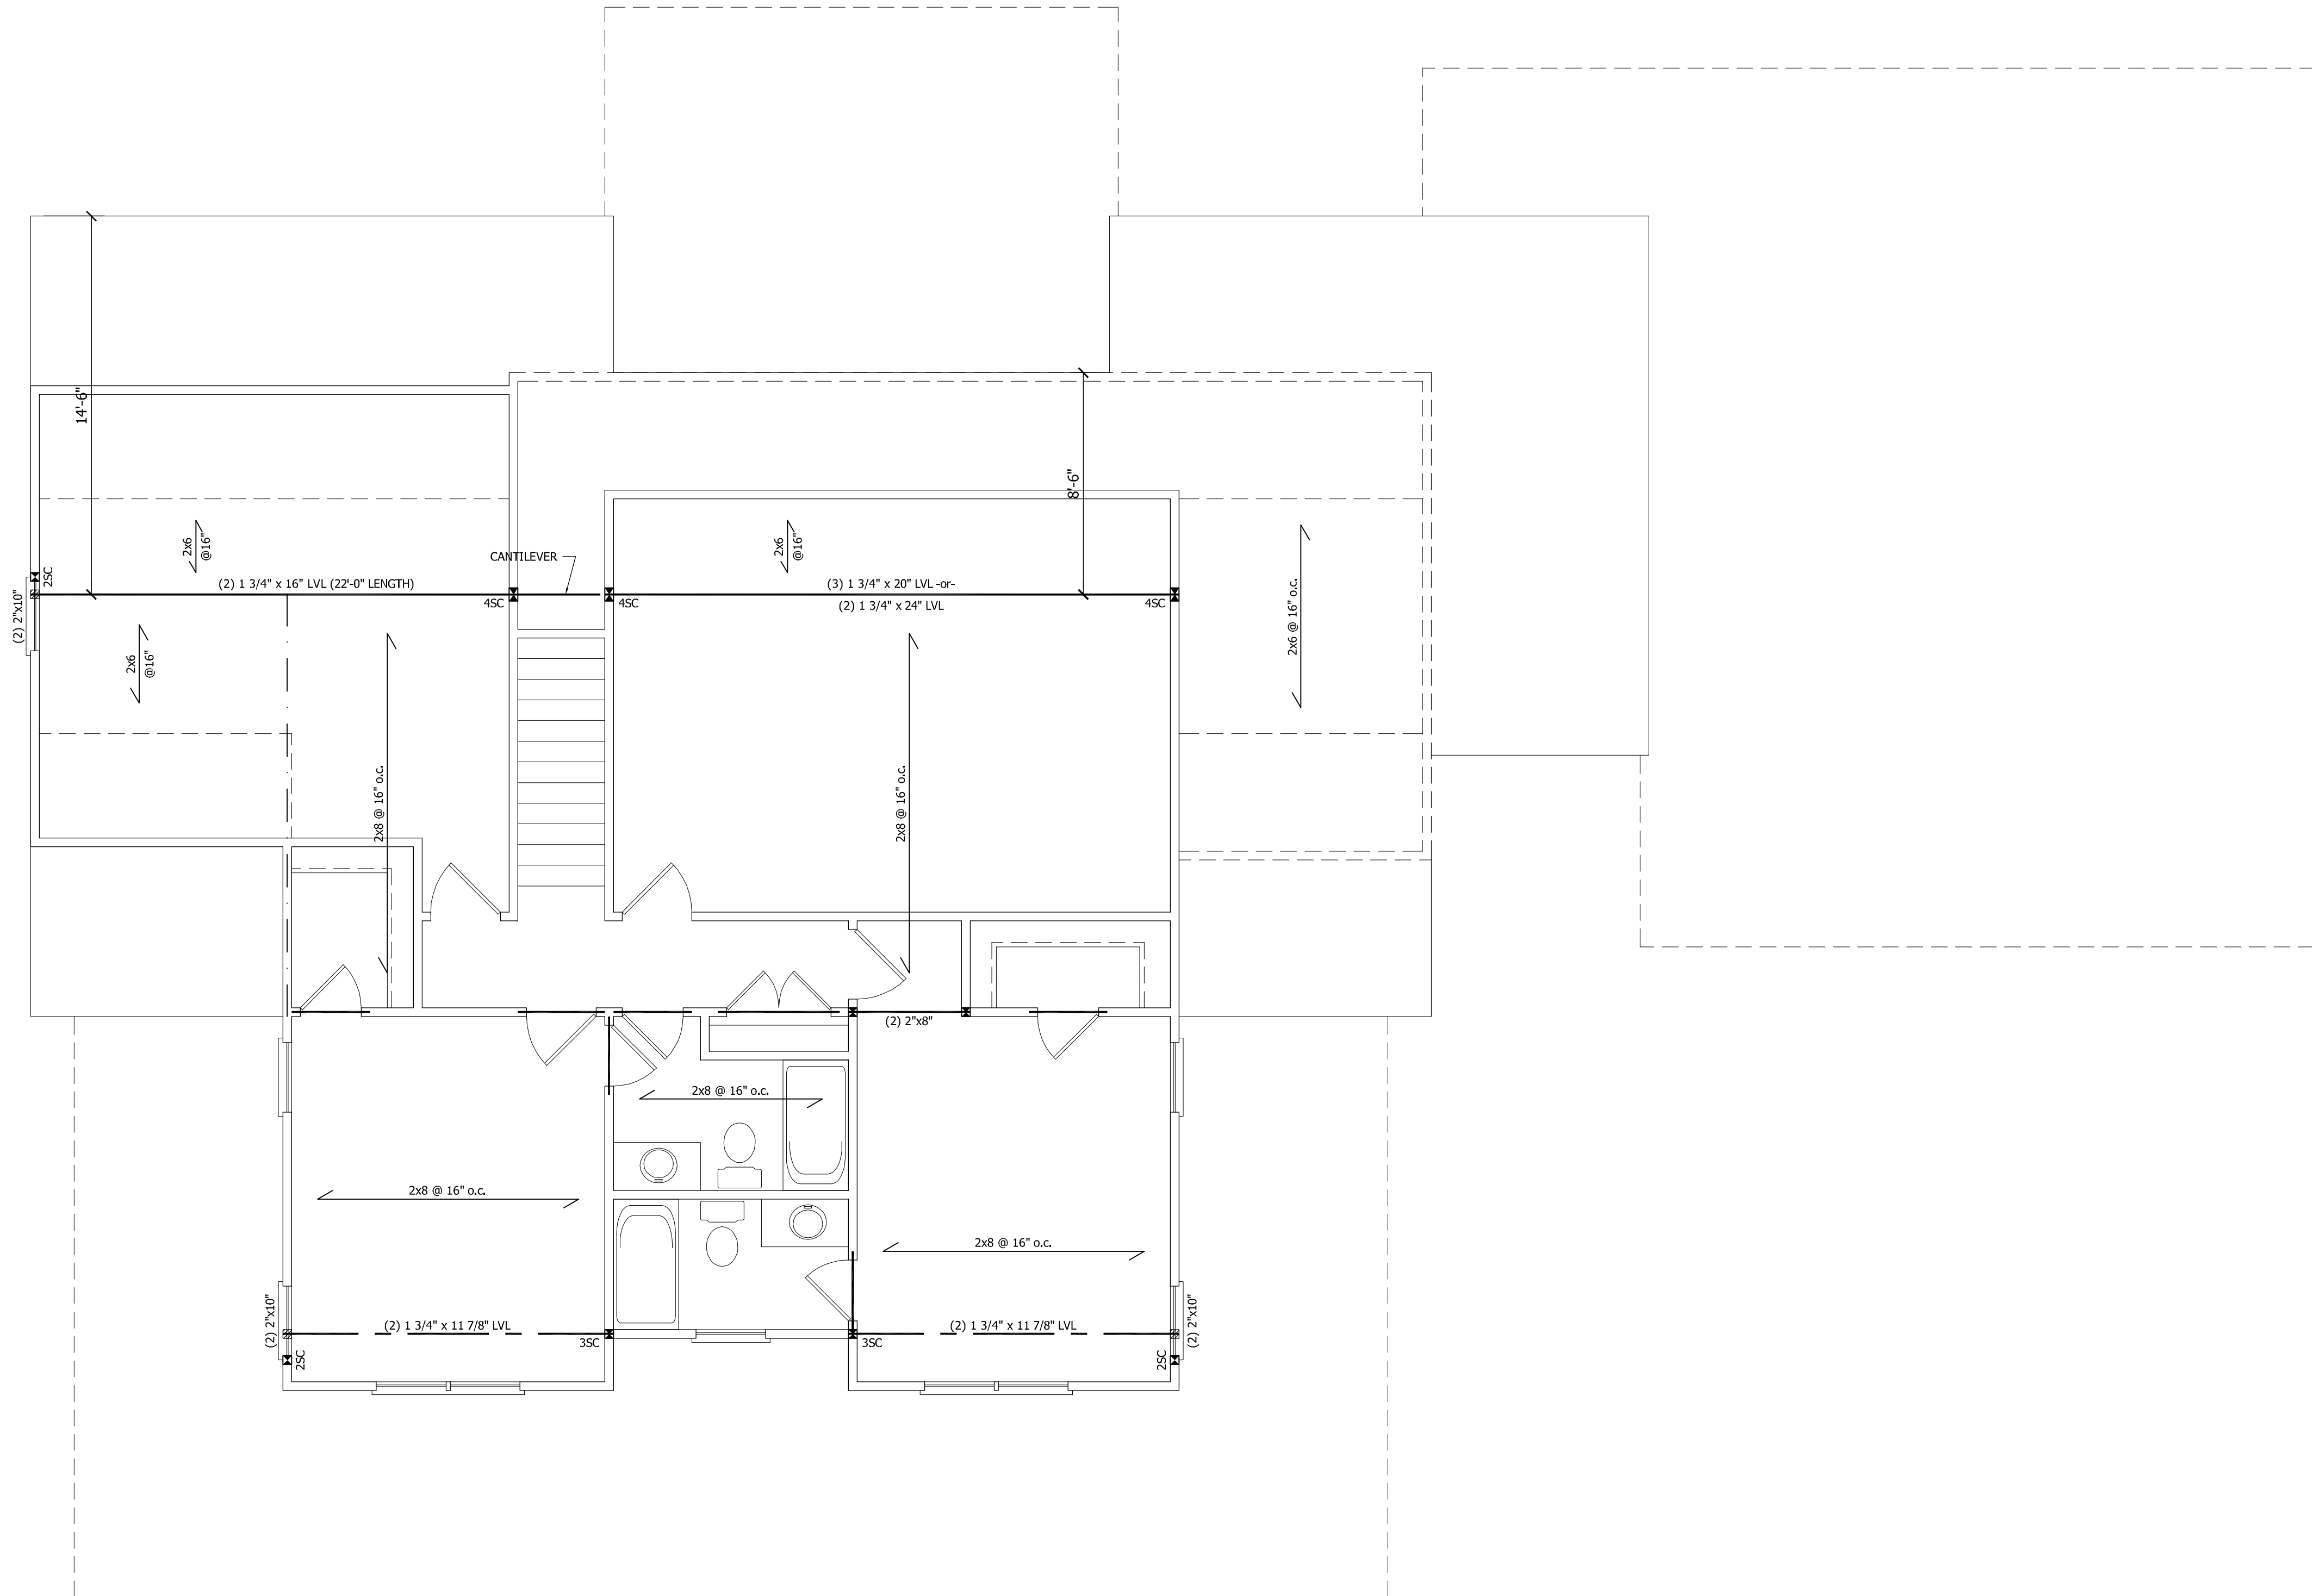 14'-6"
8'-6"
2x6
@16"
2x6
@16"
CANTILEVER
2SC
(2) 1 3/4" x 16" LVL (22'-0" LENGTH)
(3) 1 3/4" x 20" LVL -or-
4SC
4SC
(2) 1 3/4" x 24" LVL
4SC
(2) 2"x10"
2x6 @ 16" o.c.
2x6
@16"
2x8 @ 16" o.c.
2x8 @ 16" o.c.
(2) 2"x8"
2x8 @ 16" o.c.
2x8 @ 16" o.c.
2x8 @ 16" o.c.
(2) 2"x10"
(2) 1 3/4" x 11 7/8" LVL
(2) 1 3/4" x 11 7/8" LVL
(2) 2"x10"
3SC
3SC
2SC
2SC